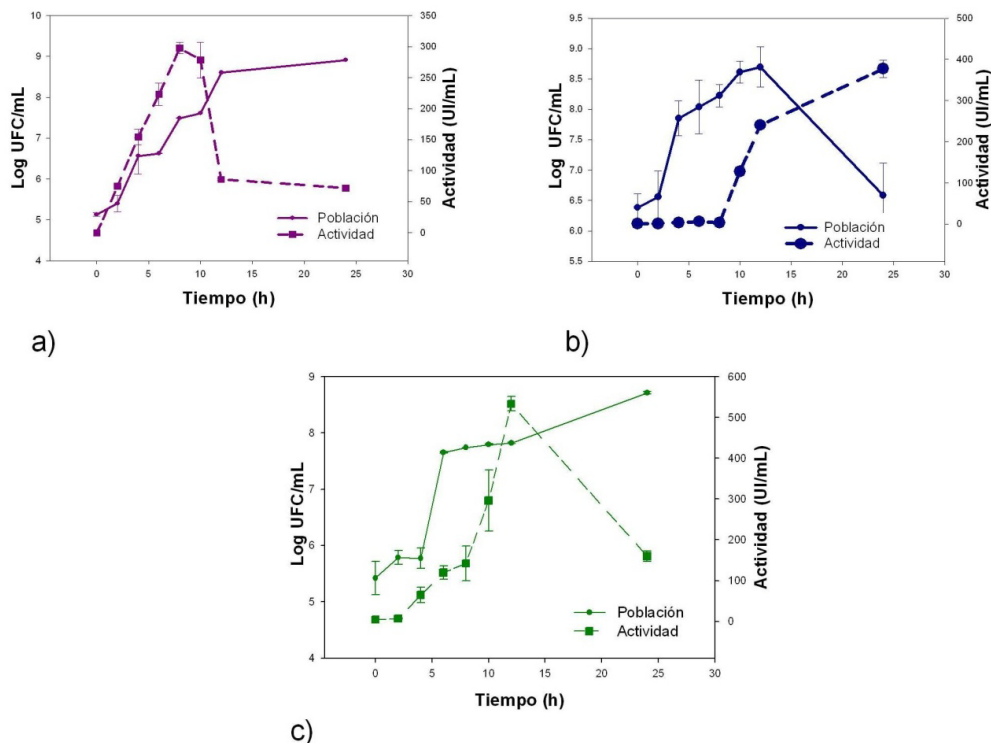 10
9
8
7
6
5
4
Log UFC/mL
350
300
250
200
150
100
50
0
Actividad (UI/mL)
Población
Actividad
0 5 10 15 20 25 30
Tiempo (h)
a)
9.5
9.0
8.5
8.0
7.5
7.0
6.5
6.0
5.5
Log UFC/mL
500
400
300
200
100
0
Actividad (UI/mL)
Población
Actividad
0 5 10 15 20 25 30
Tiempo (h)
b)
9
8
7
6
5
4
Log UFC/mL
600
500
400
300
200
100
0
Actividad (UI/mL)
Población
Actividad
0 5 10 15 20 25 30
Tiempo (h)
c)